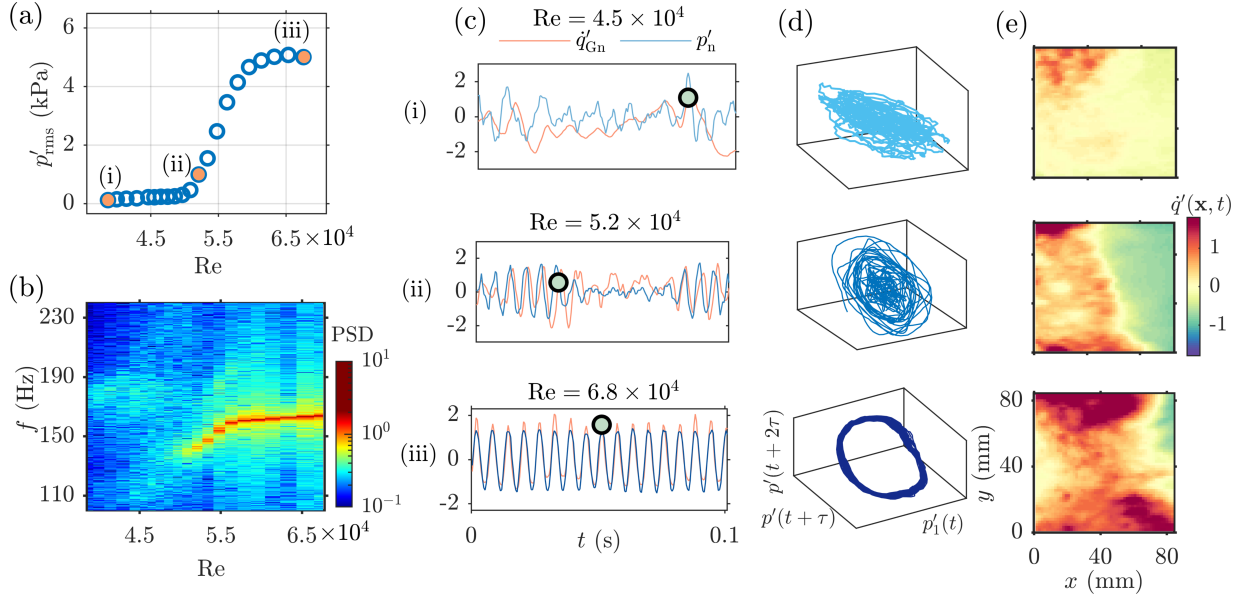 (a)
6
4
2
0
p′rms (kPa)
(i)
(ii)
(iii)
4.5 5.5 6.5 ×10⁴
Re
(b)
230
190
150
110
f (Hz)
PSD
10¹
10⁰
10⁻¹
4.5 5.5 6.5 ×10⁴
Re
(c)
Re = 4.5 × 10⁴
q̇′Gn p′n
(i)
2
0
-2
Re = 5.2 × 10⁴
(ii)
2
0
-2
Re = 6.8 × 10⁴
(iii)
2
0
-2
0 0.1
t (s)
(d)
p′(t + 2τ)
p′(t + τ)
p′1(t)
(e)
q̇′(x, t)
1
0
-1
80
40
0
y (mm)
0 40 80
x (mm)